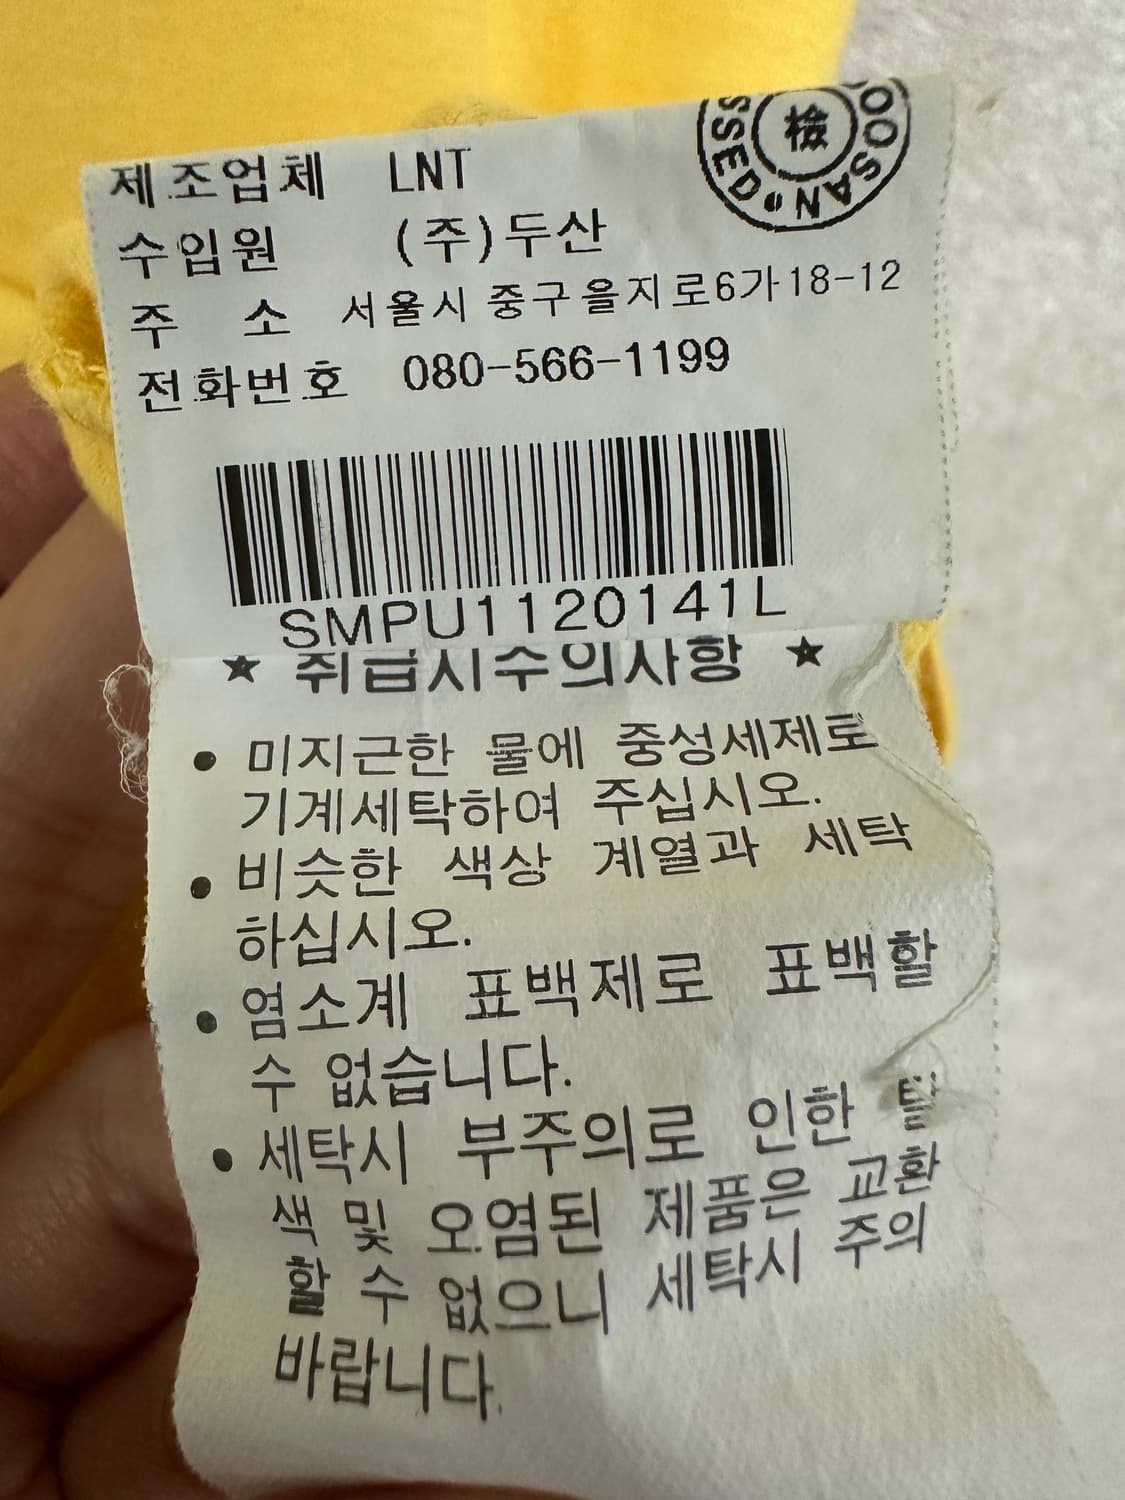 제조업체 LNT
수입원 (주)두산
주 소 서울시 중구을지로6가18-12
전화번호 080-566-1199
檢
DOOSAN SSED
SMPU1120141L
★ 취급시주의사항 ★
• 미지근한 물에 중성세제로
기계세탁하여 주십시오.
• 비슷한 색상 계열과 세탁
하십시오.
• 염소계 표백제로 표백할
수 없습니다.
• 세탁시 부주의로 인한 탈
색 및 오염된 제품은 교환
할 수 없으니 세탁시 주의
바랍니다.